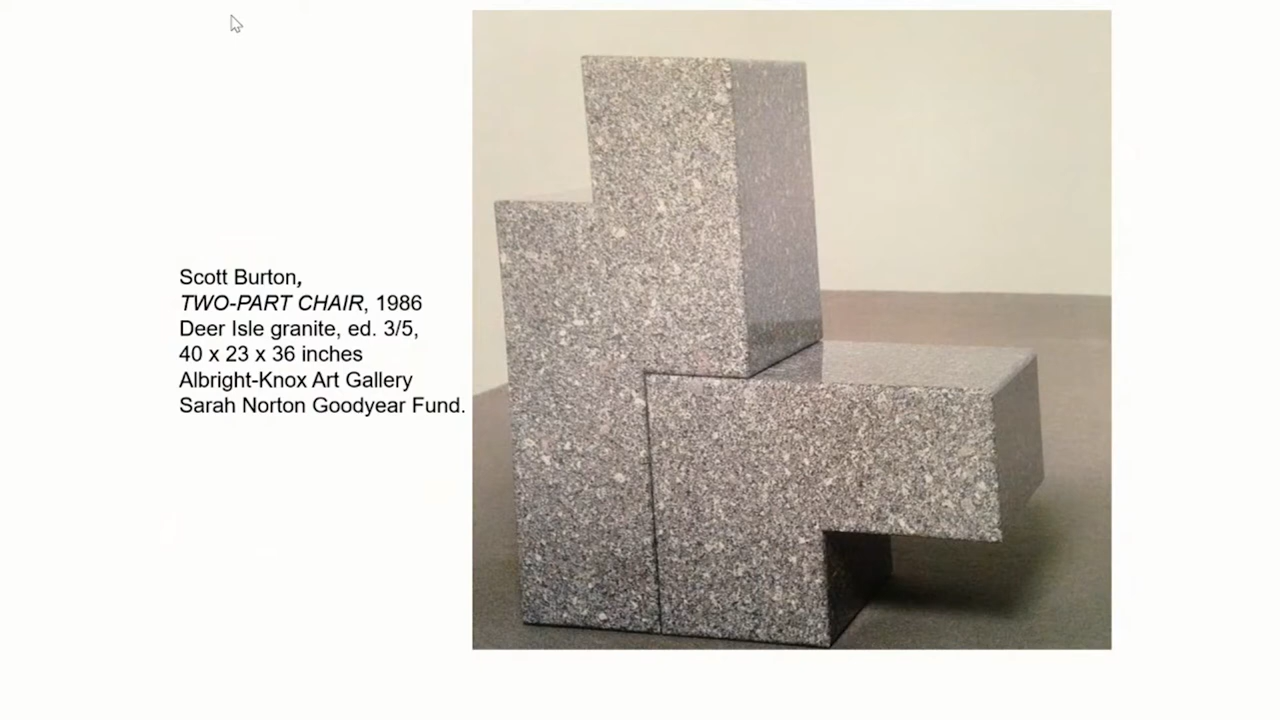 Scott Burton,
TWO-PART CHAIR, 1986
Deer Isle granite, ed. 3/5,
40 x 23 x 36 inches
Albright-Knox Art Gallery
Sarah Norton Goodyear Fund.